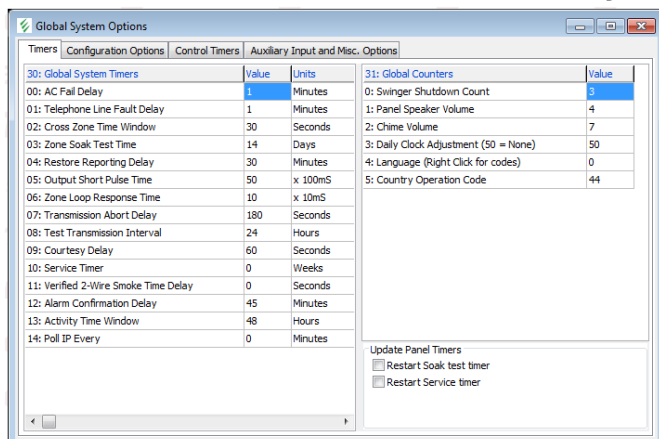 Global System Options
Timers Configuration Options Control Timers Auxiliary Input and Misc. Options
30: Global System Timers Value Units
00: AC Fail Delay 1 Minutes
01: Telephone Line Fault Delay 1 Minutes
02: Cross Zone Time Window 30 Seconds
03: Zone Soak Test Time 14 Days
04: Restore Reporting Delay 30 Minutes
05: Output Short Pulse Time 50 x 100mS
06: Zone Loop Response Time 10 x 10mS
07: Transmission Abort Delay 180 Seconds
08: Test Transmission Interval 24 Hours
09: Courtesy Delay 60 Seconds
10: Service Timer 0 Weeks
11: Verified 2-Wire Smoke Time Delay 0 Seconds
12: Alarm Confirmation Delay 45 Minutes
13: Activity Time Window 48 Hours
14: Poll IP Every 0 Minutes
31: Global Counters Value
0: Swinger Shutdown Count 3
1: Panel Speaker Volume 4
2: Chime Volume 7
3: Daily Clock Adjustment (50 = None) 50
4: Language (Right Click for codes) 0
5: Country Operation Code 44
Update Panel Timers
Restart Soak test timer
Restart Service timer